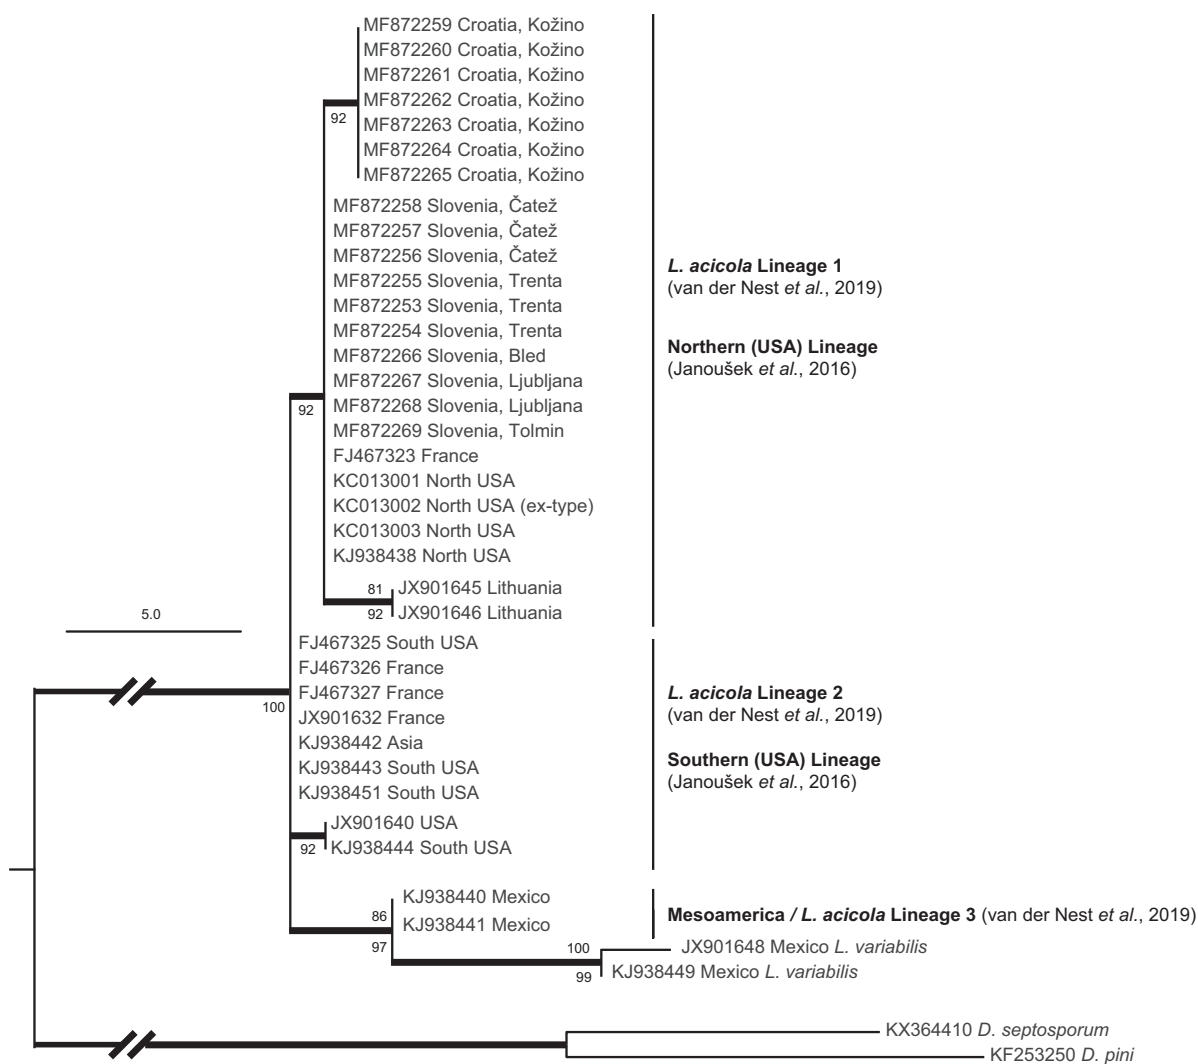 MF872259 Croatia, Kožino
MF872260 Croatia, Kožino
MF872261 Croatia, Kožino
MF872262 Croatia, Kožino
92
MF872263 Croatia, Kožino
MF872264 Croatia, Kožino
MF872265 Croatia, Kožino
MF872258 Slovenia, Čatež
MF872257 Slovenia, Čatež
MF872256 Slovenia, Čatež
MF872255 Slovenia, Trenta
MF872253 Slovenia, Trenta
MF872254 Slovenia, Trenta
MF872266 Slovenia, Bled
MF872267 Slovenia, Ljubljana
MF872268 Slovenia, Ljubljana
92
MF872269 Slovenia, Tolmin
FJ467323 France
KC013001 North USA
KC013002 North USA (ex-type)
KC013003 North USA
KJ938438 North USA
81
JX901645 Lithuania
92
JX901646 Lithuania
L. acicola Lineage 1
(van der Nest et al., 2019)
Northern (USA) Lineage
(Janoušek et al., 2016)
5.0
FJ467325 South USA
FJ467326 France
FJ467327 France
100
JX901632 France
KJ938442 Asia
KJ938443 South USA
KJ938451 South USA
JX901640 USA
92
KJ938444 South USA
L. acicola Lineage 2
(van der Nest et al., 2019)
Southern (USA) Lineage
(Janoušek et al., 2016)
KJ938440 Mexico
86
KJ938441 Mexico
97
Mesoamerica / L. acicola Lineage 3 (van der Nest et al., 2019)
100
JX901648 Mexico L. variabilis
99
KJ938449 Mexico L. variabilis
KX364410 D. septosporum
KF253250 D. pini